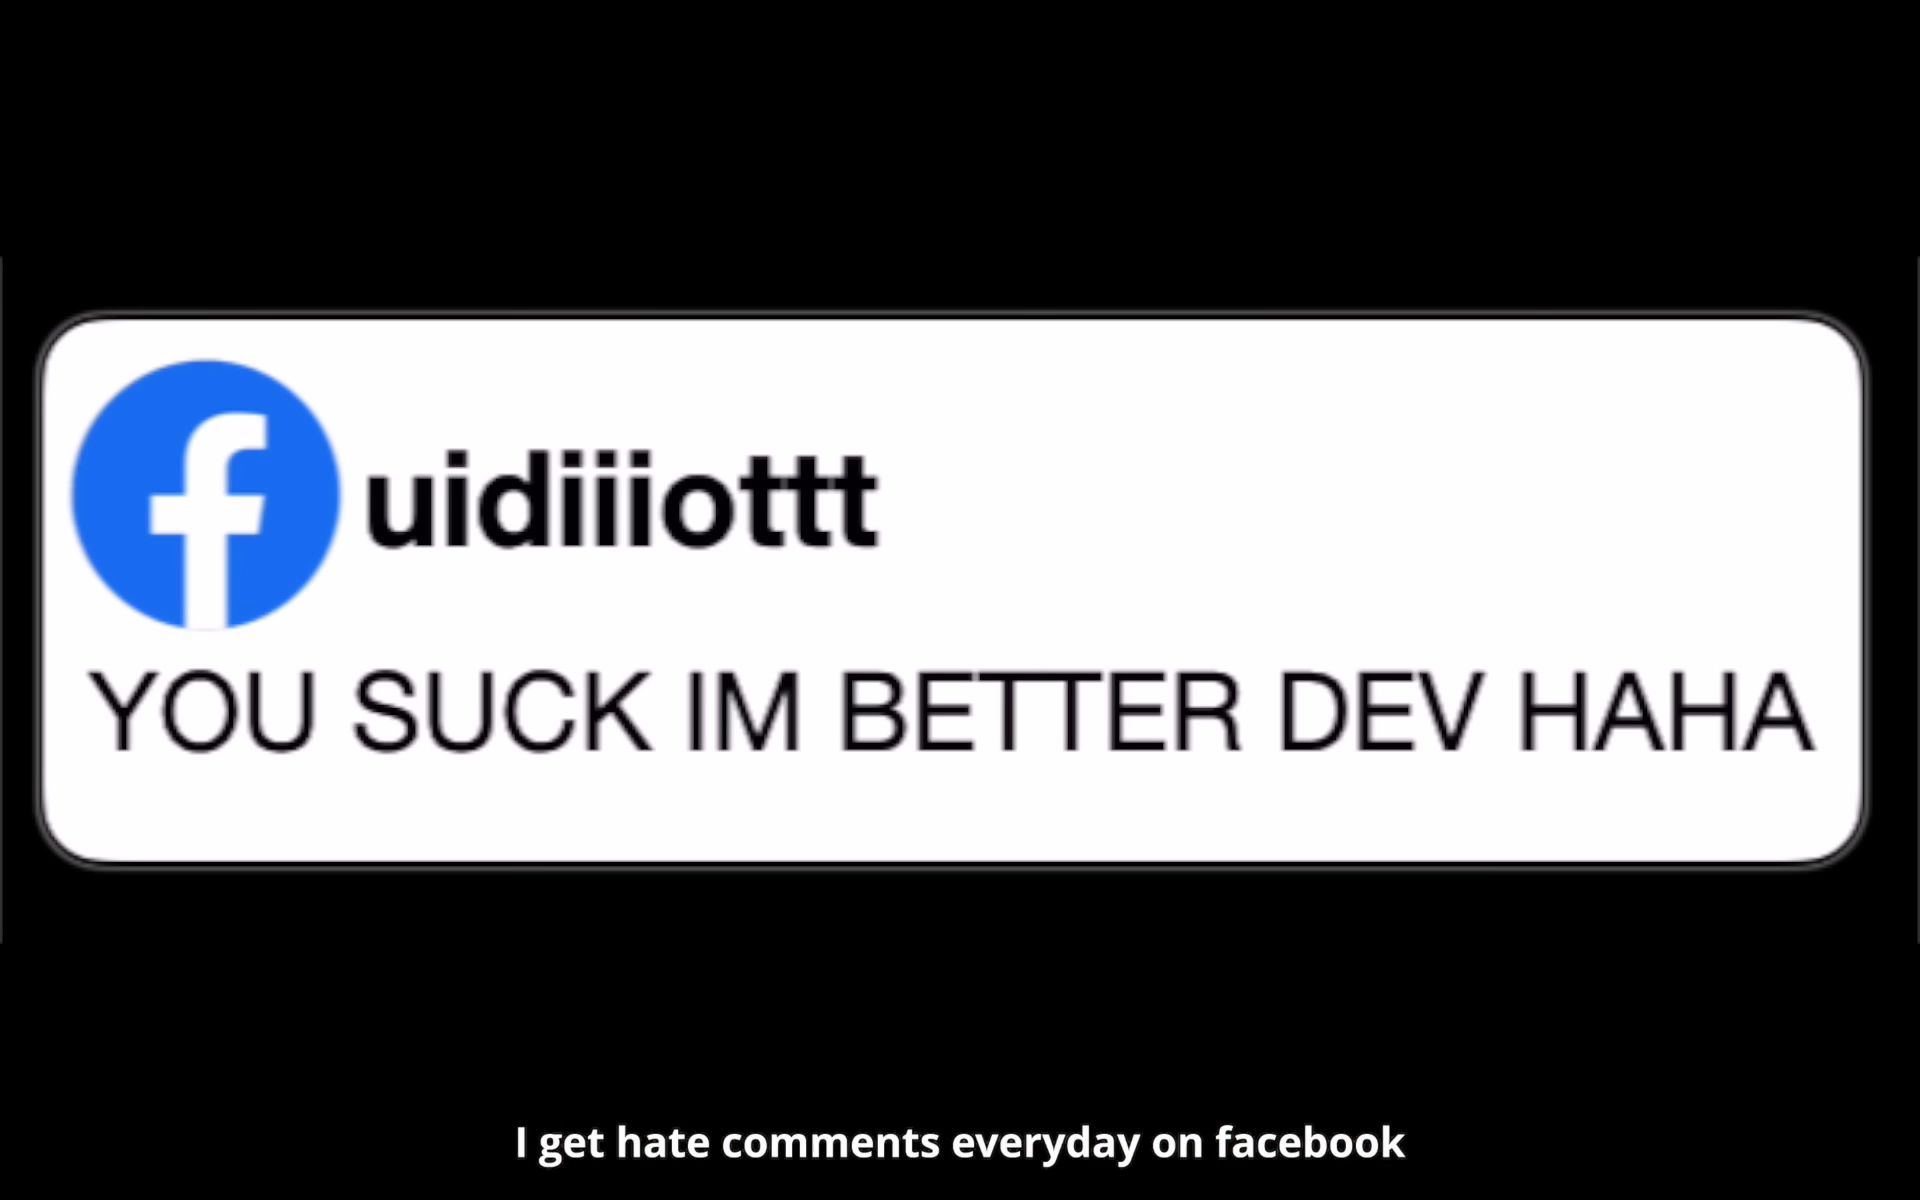 uidiiiottt
YOU SUCK IM BETTER DEV HAHA
I get hate comments everyday on facebook